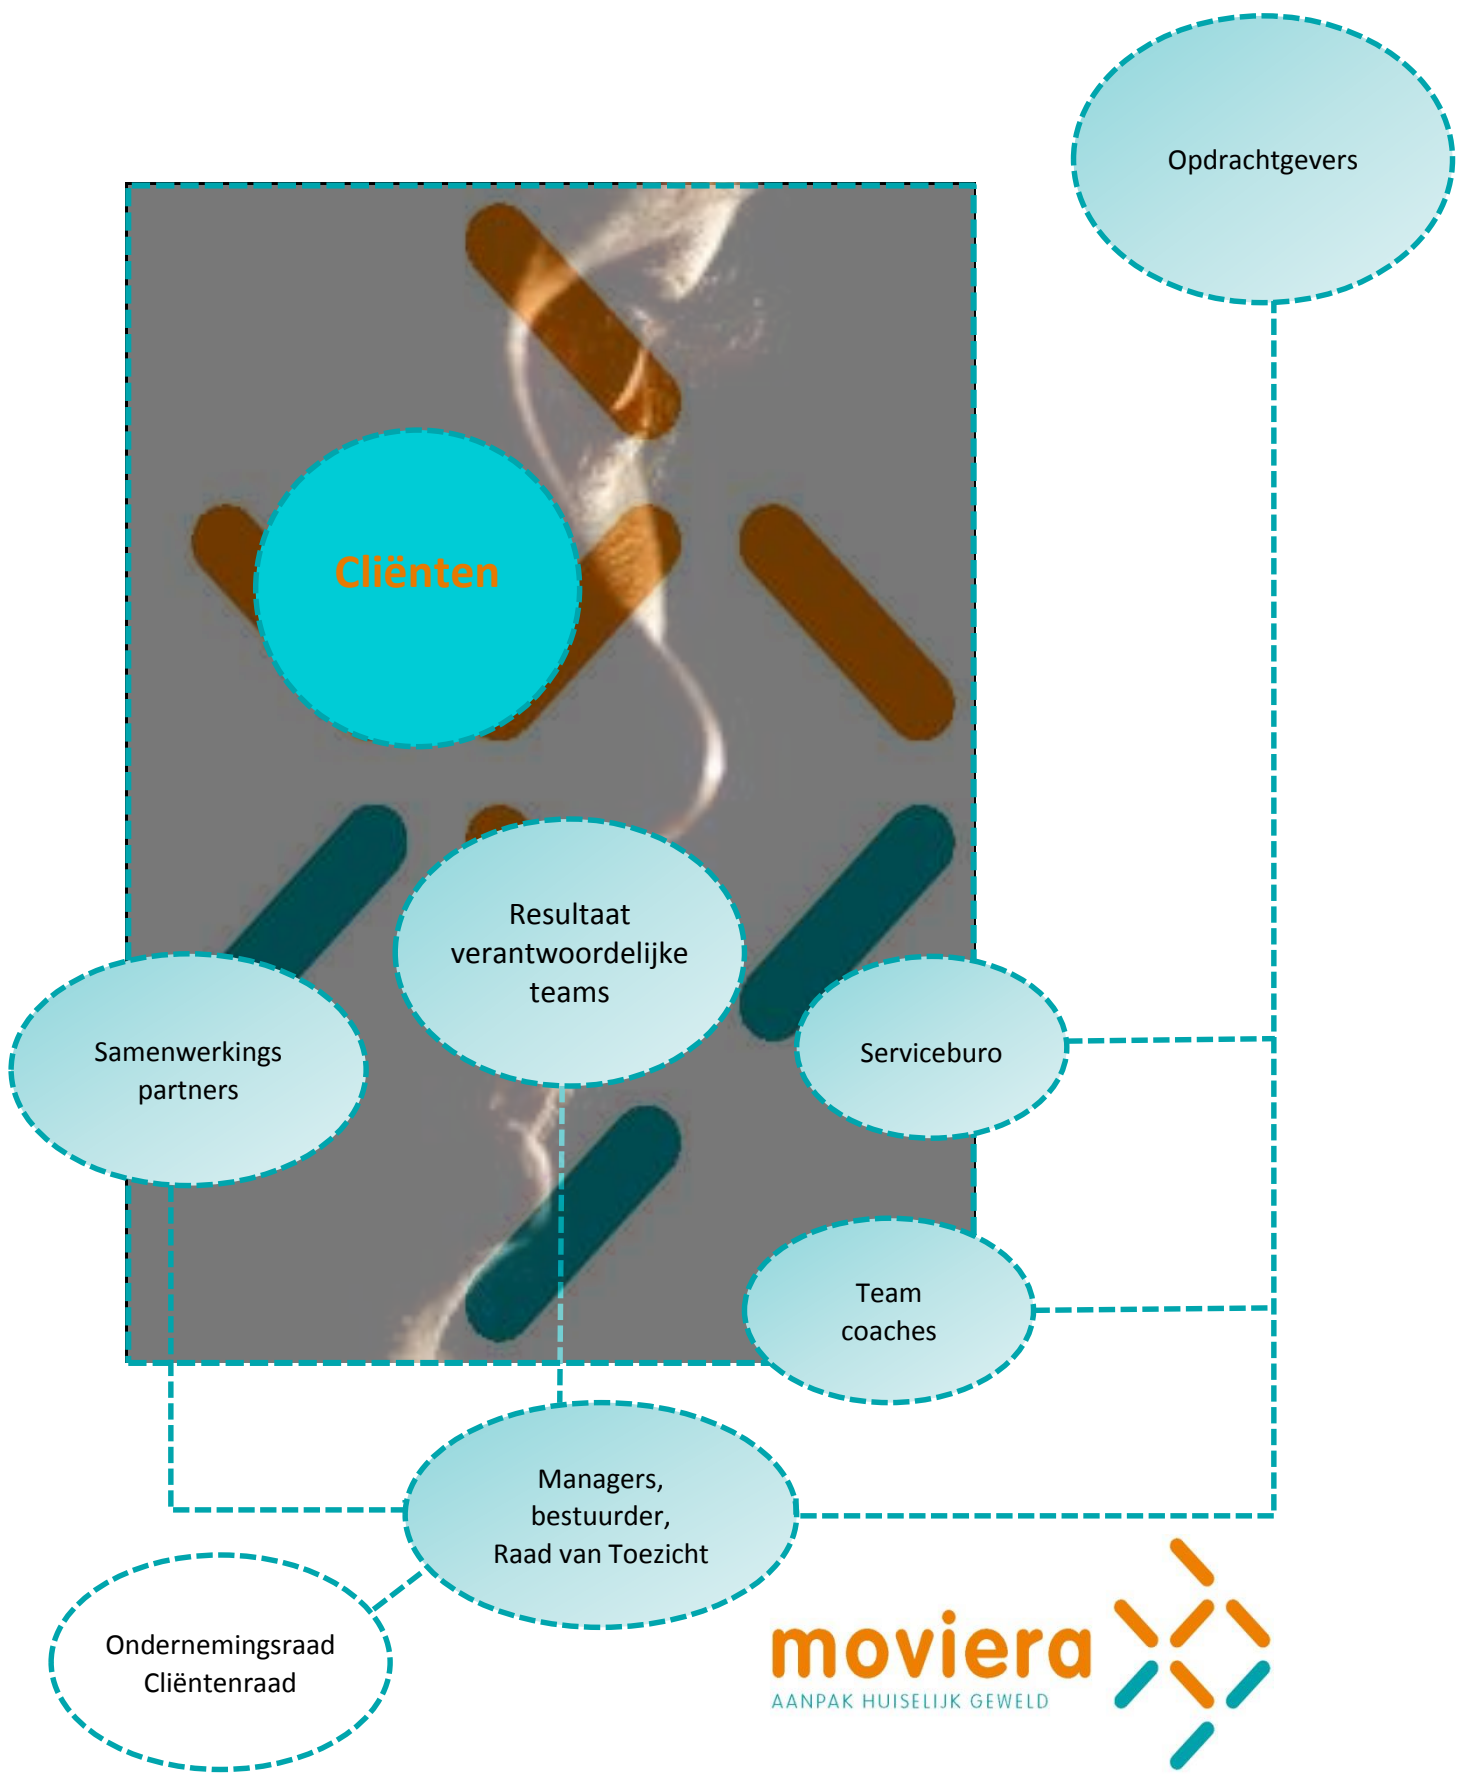 Opdrachtgevers
Cliënten
Resultaat
verantwoordelijke
teams
Samenwerkings
partners
Serviceburo
Team
coaches
Managers,
bestuurder,
Raad van Toezicht
Ondernemingsraad
Cliëntenraad
moviera
AANPAK HUISELIJK GEWELD